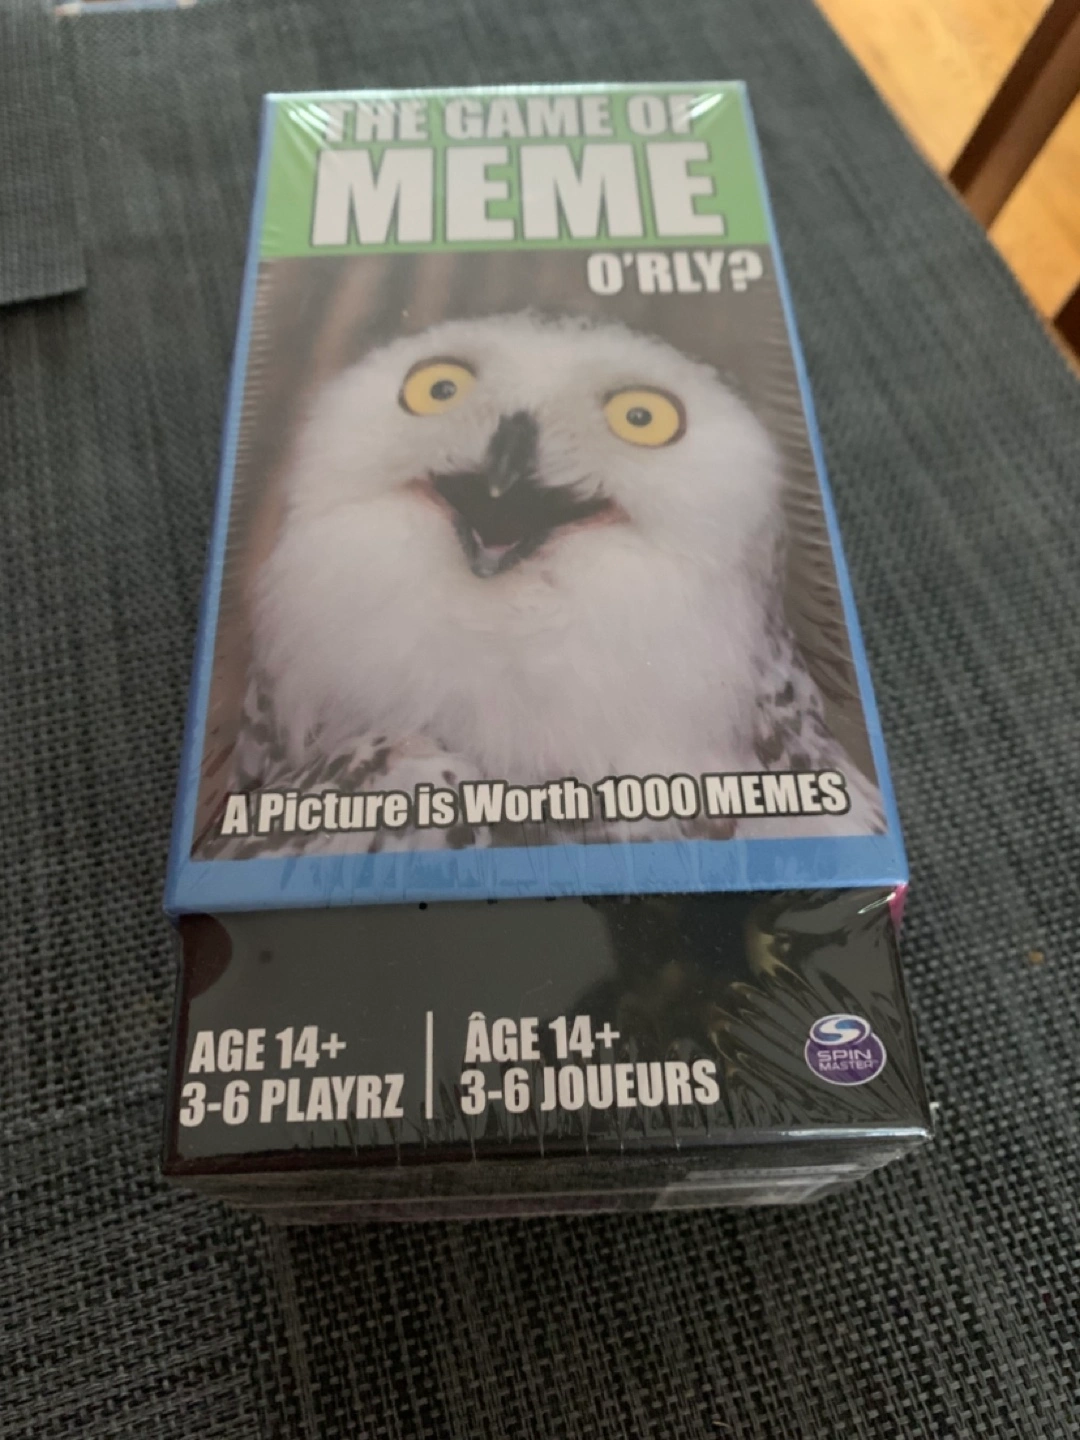 THE GAME OF
MEME
O'RLY?
A Picture is Worth 1000 MEMES
AGE 14+
3-6 PLAYRZ
ÂGE 14+
3-6 JOUEURS
SPIN
MASTER™